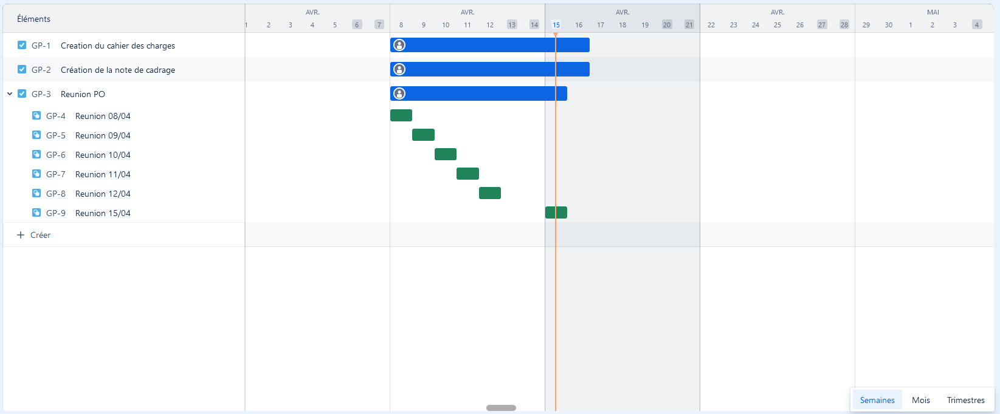 Éléments
AVR. AVR. AVR. AVR. MAI
1 2 3 4 5 6 7 8 9 10 11 12 13 14 15 16 17 18 19 20 21 22 23 24 25 26 27 28 29 30 1 2 3 4
GP-1 Creation du cahier des charges
GP-2 Création de la note de cadrage
GP-3 Reunion PO
GP-4 Reunion 08/04
GP-5 Reunion 09/04
GP-6 Reunion 10/04
GP-7 Reunion 11/04
GP-8 Reunion 12/04
GP-9 Reunion 15/04
+ Créer
Semaines Mois Trimestres